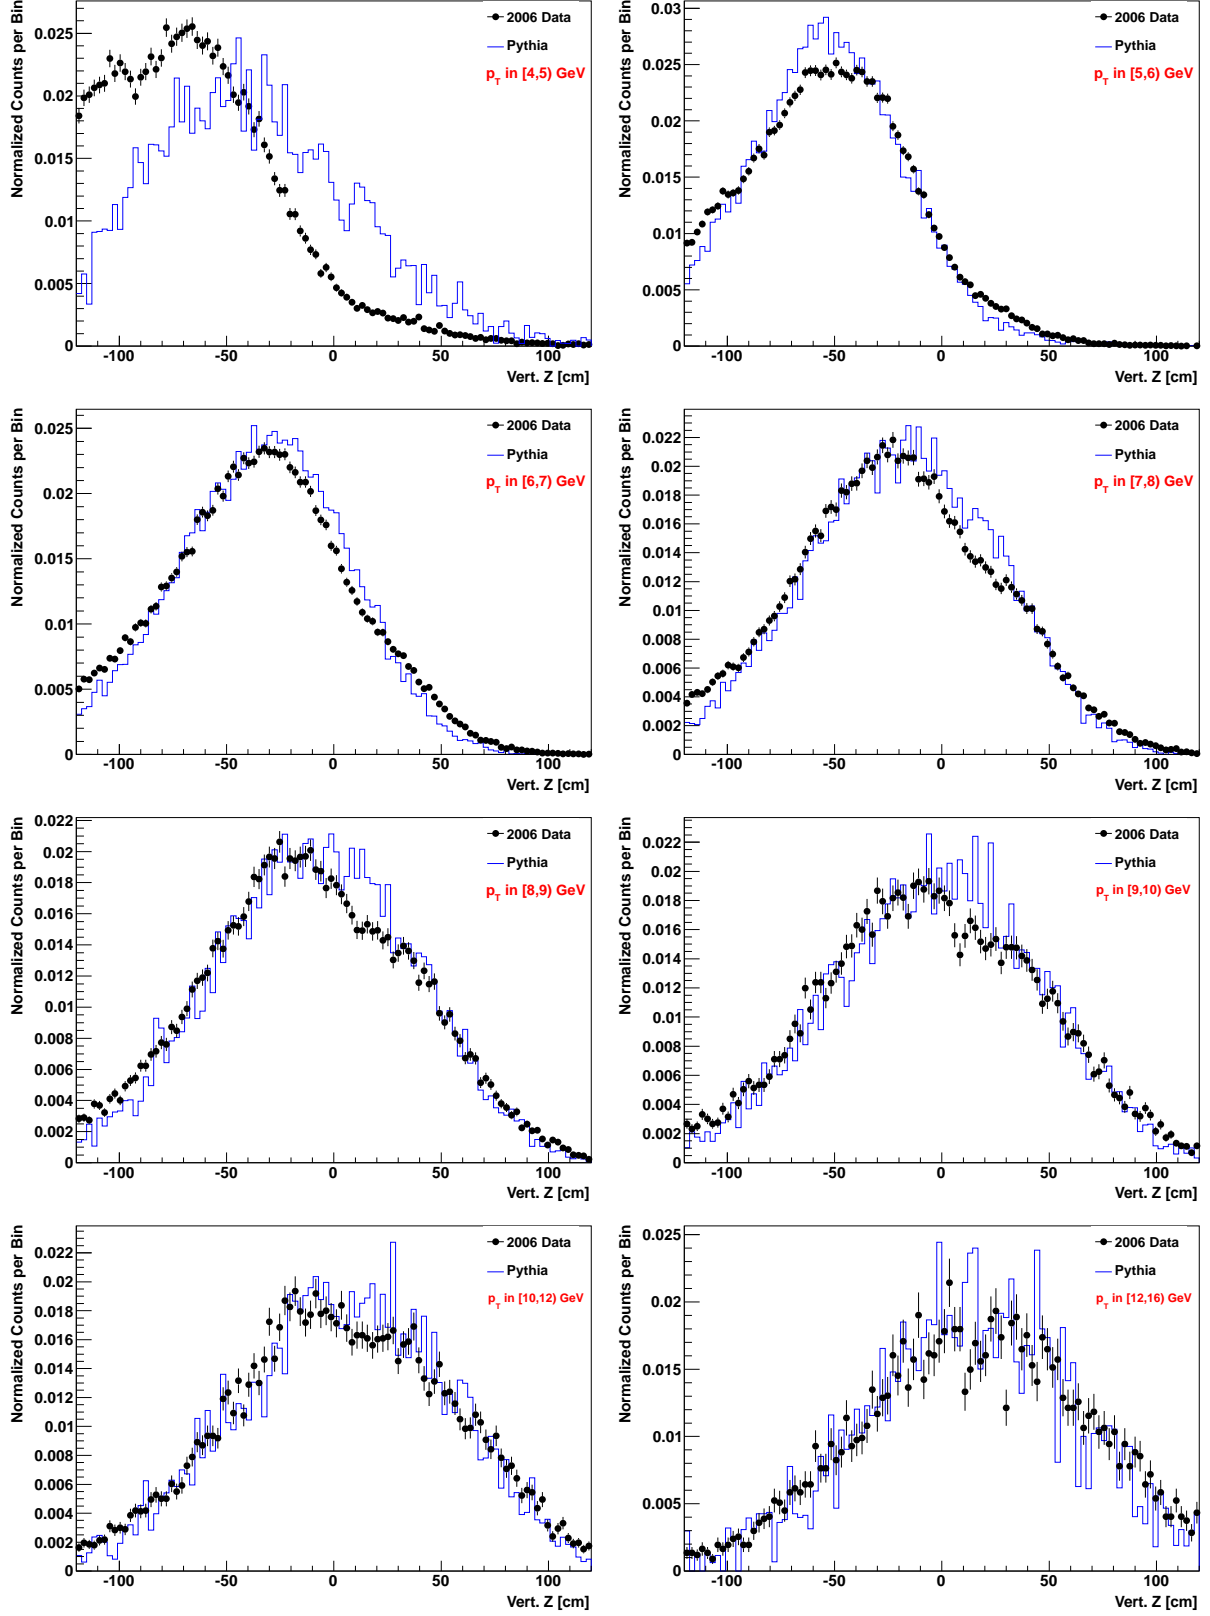 Normalized Counts per Bin
0.025
0.02
0.015
0.01
0.005
0
-100 -50 0 50 100
Vert. Z [cm]
2006 Data
Pythia
p_T in [4,5) GeV
Normalized Counts per Bin
0.03
0.025
0.02
0.015
0.01
0.005
0
-100 -50 0 50 100
Vert. Z [cm]
2006 Data
Pythia
p_T in [5,6) GeV
Normalized Counts per Bin
0.025
0.02
0.015
0.01
0.005
0
-100 -50 0 50 100
Vert. Z [cm]
2006 Data
Pythia
p_T in [6,7) GeV
Normalized Counts per Bin
0.022
0.02
0.018
0.016
0.014
0.012
0.01
0.008
0.006
0.004
0.002
0
-100 -50 0 50 100
Vert. Z [cm]
2006 Data
Pythia
p_T in [7,8) GeV
Normalized Counts per Bin
0.022
0.02
0.018
0.016
0.014
0.012
0.01
0.008
0.006
0.004
0.002
0
-100 -50 0 50 100
Vert. Z [cm]
2006 Data
Pythia
p_T in [8,9) GeV
Normalized Counts per Bin
0.022
0.02
0.018
0.016
0.014
0.012
0.01
0.008
0.006
0.004
0.002
0
-100 -50 0 50 100
Vert. Z [cm]
2006 Data
Pythia
p_T in [9,10) GeV
Normalized Counts per Bin
0.022
0.02
0.018
0.016
0.014
0.012
0.01
0.008
0.006
0.004
0.002
0
-100 -50 0 50 100
Vert. Z [cm]
2006 Data
Pythia
p_T in [10,12) GeV
Normalized Counts per Bin
0.025
0.02
0.015
0.01
0.005
0
-100 -50 0 50 100
Vert. Z [cm]
2006 Data
Pythia
p_T in [12,16) GeV